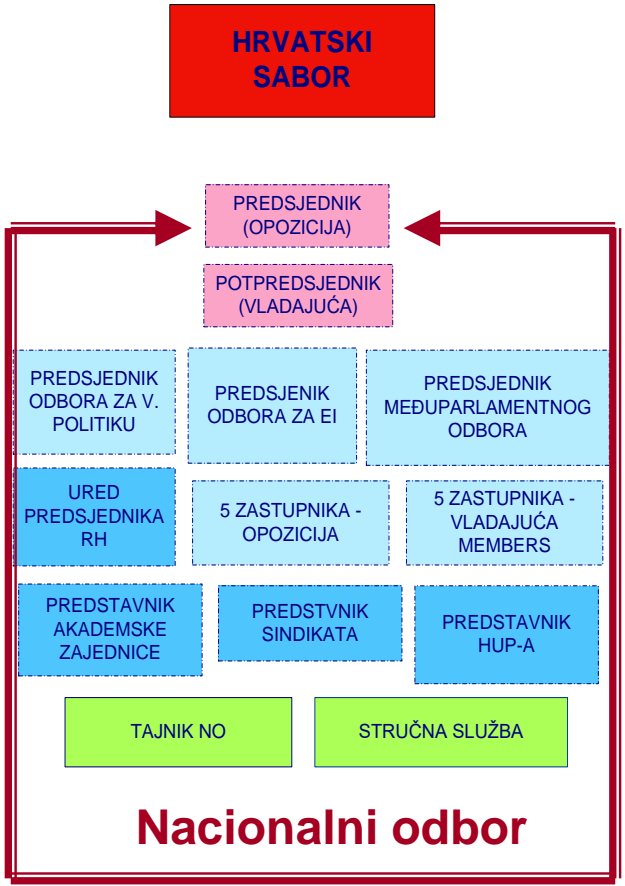 HRVATSKI
SABOR
PREDSJEDNIK
(OPOZICIJA)
POTPREDSJEDNIK
(VLADAJUĆA)
PREDSJEDNIK
ODBORA ZA V.
POLITIKU
PREDSJENIK
ODBORA ZA EI
PREDSJEDNIK
MEĐUPARLAMENTNOG
ODBORA
URED
PREDSJEDNIKA
RH
5 ZASTUPNIKA -
OPOZICIJA
5 ZASTUPNIKA -
VLADAJUĆA
MEMBERS
PREDSTAVNIK
AKADEMSKE
ZAJEDNICE
PREDSTVNIK
SINDIKATA
PREDSTAVNIK
HUP-A
TAJNIK NO
STRUČNA SLUŽBA
Nacionalni odbor